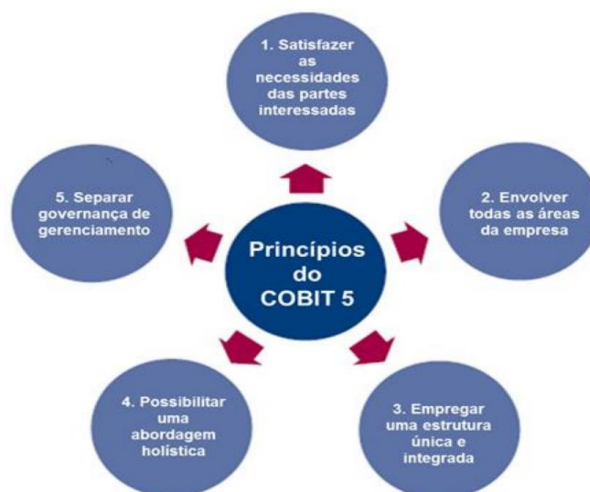 1. Satisfazer
as
necessidades
das partes
interessadas
2. Envolver
todas as áreas
da empresa
3. Empregar
uma estrutura
única e
integrada
4. Possibilitar
uma
abordagem
holística
5. Separar
governança de
gerenciamento
Princípios
do
COBIT 5